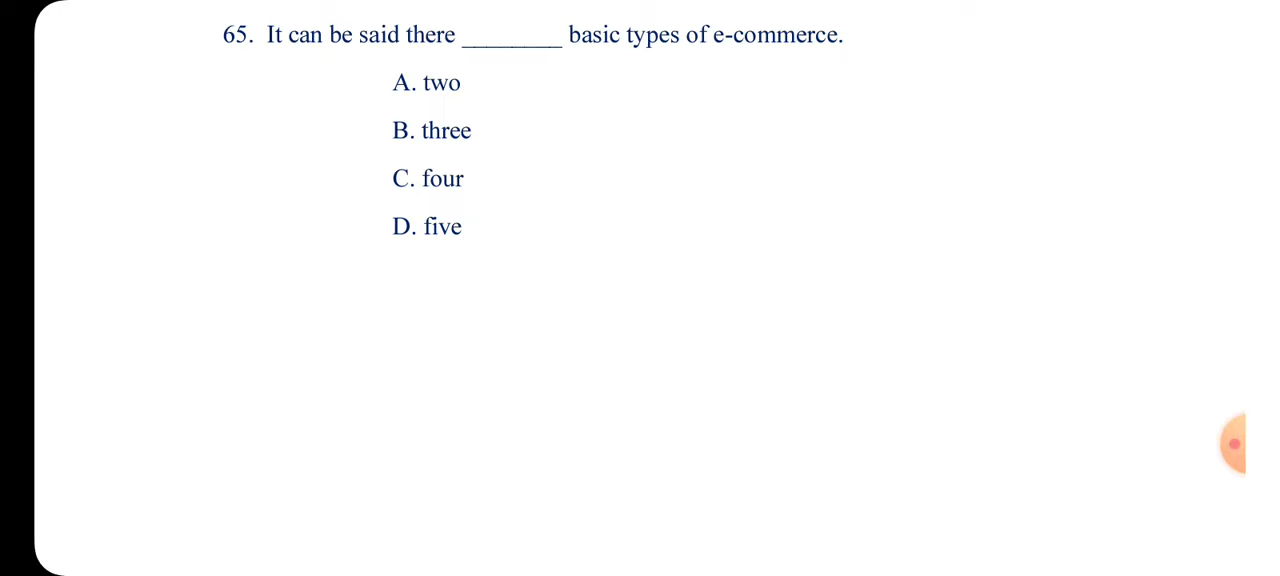 65. It can be said there ________ basic types of e-commerce.
A. two
B. three
C. four
D. five